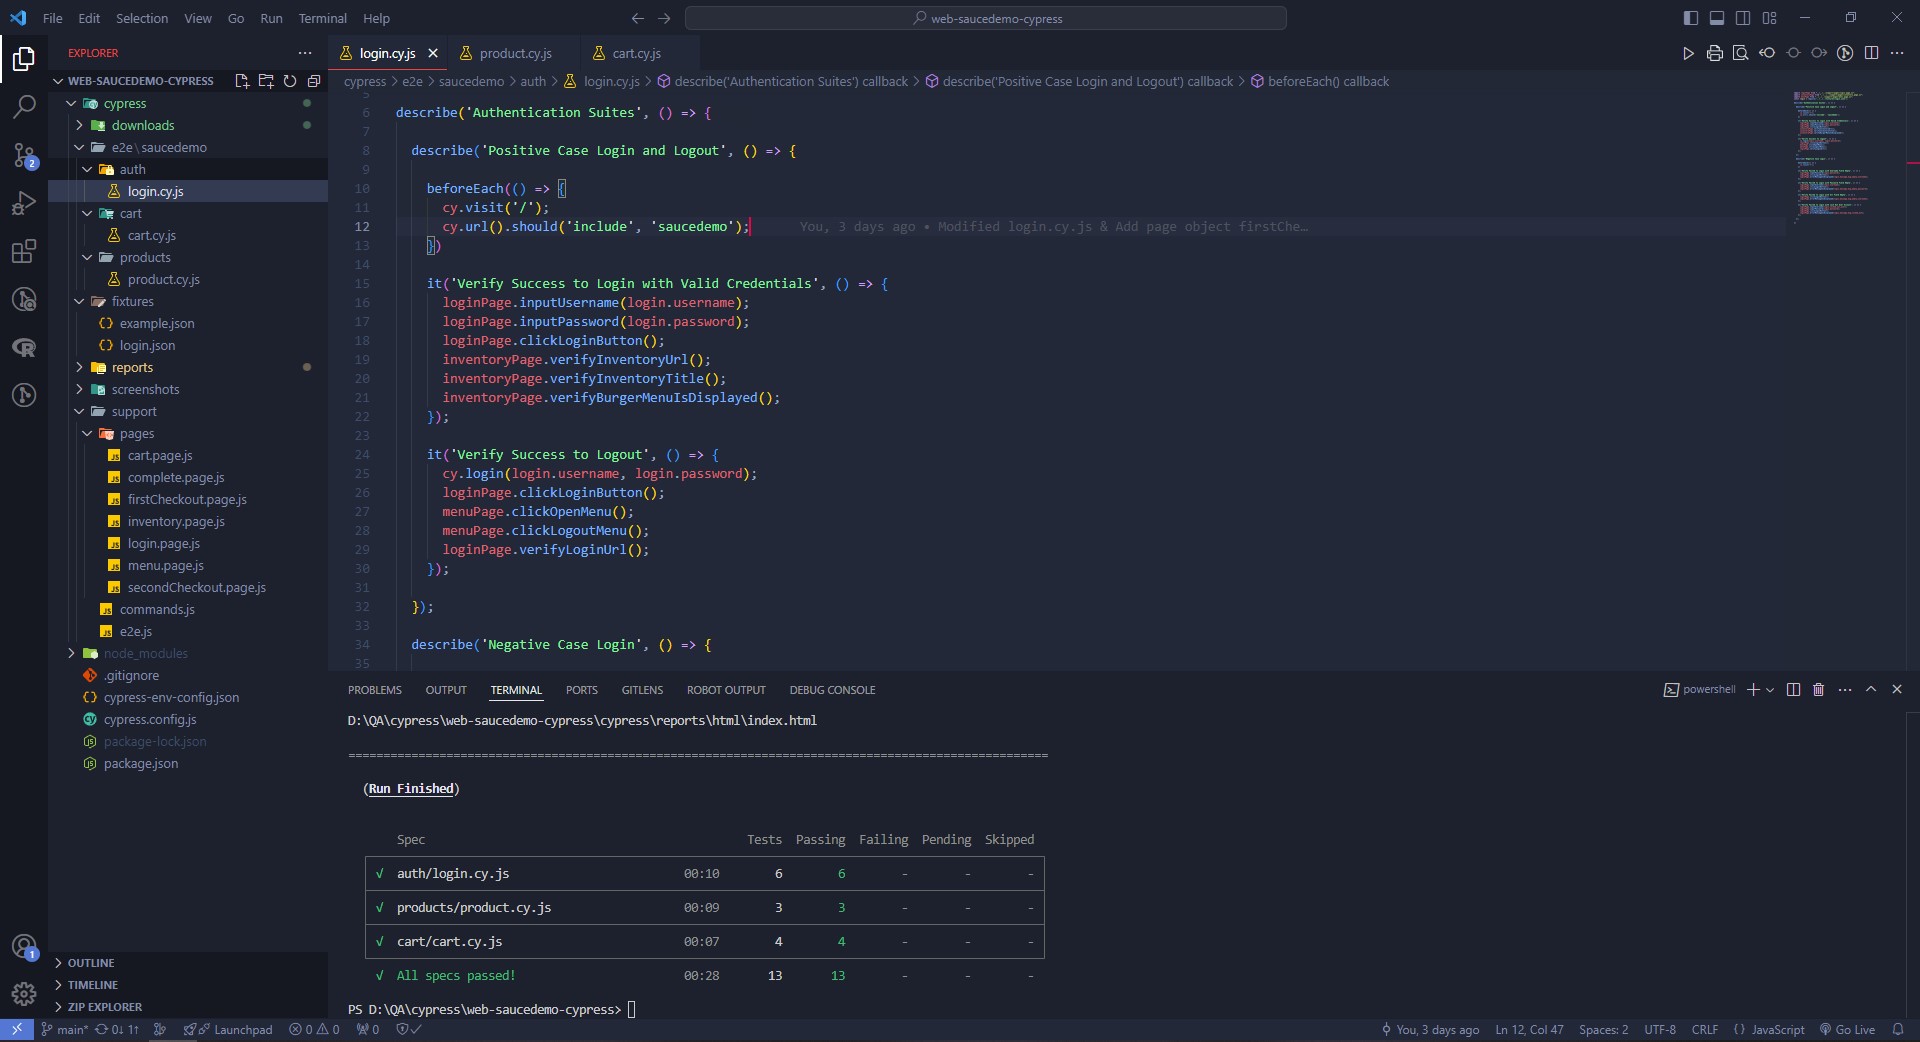 File Edit Selection View Go Run Terminal Help
web-saucedemo-cypress
EXPLORER
login.cy.js
product.cy.js
cart.cy.js
WEB-SAUCEDEMO-CYPRESS
cypress > e2e > saucedemo > auth > login.cy.js > describe('Authentication Suites') callback > describe('Positive Case Login and Logout') callback > beforeEach() callback
cypress
downloads
e2e \ saucedemo
auth
login.cy.js
cart
cart.cy.js
products
product.cy.js
fixtures
example.json
login.json
reports
screenshots
support
pages
cart.page.js
complete.page.js
firstCheckout.page.js
inventory.page.js
login.page.js
menu.page.js
secondCheckout.page.js
commands.js
e2e.js
node_modules
.gitignore
cypress-env-config.json
cypress.config.js
package-lock.json
package.json
OUTLINE
TIMELINE
ZIP EXPLORER
2
1
5
6 describe('Authentication Suites', () => {
7
8 describe('Positive Case Login and Logout', () => {
9
10 beforeEach(() => {
11 cy.visit('/');
12 cy.url().should('include', 'saucedemo'); You, 3 days ago • Modified login.cy.js & Add page object firstChe…
13 })
14
15 it('Verify Success to Login with Valid Credentials', () => {
16 loginPage.inputUsername(login.username);
17 loginPage.inputPassword(login.password);
18 loginPage.clickLoginButton();
19 inventoryPage.verifyInventoryUrl();
20 inventoryPage.verifyInventoryTitle();
21 inventoryPage.verifyBurgerMenuIsDisplayed();
22 });
23
24 it('Verify Success to Logout', () => {
25 cy.login(login.username, login.password);
26 loginPage.clickLoginButton();
27 menuPage.clickOpenMenu();
28 menuPage.clickLogoutMenu();
29 loginPage.verifyLoginUrl();
30 });
31
32 });
33
34 describe('Negative Case Login', () => {
35
PROBLEMS OUTPUT TERMINAL PORTS GITLENS ROBOT OUTPUT DEBUG CONSOLE
powershell
D:\QA\cypress\web-saucedemo-cypress\cypress\reports\html\index.html
====================================================================================================
(Run Finished)
Spec Tests Passing Failing Pending Skipped
√ auth/login.cy.js 00:10 6 6 - - -
√ products/product.cy.js 00:09 3 3 - - -
√ cart/cart.cy.js 00:07 4 4 - - -
√ All specs passed! 00:28 13 13 - - -
PS D:\QA\cypress\web-saucedemo-cypress>
main* 0↓ 1↑ Launchpad 0 0 0 You, 3 days ago Ln 12, Col 47 Spaces: 2 UTF-8 CRLF {} JavaScript Go Live